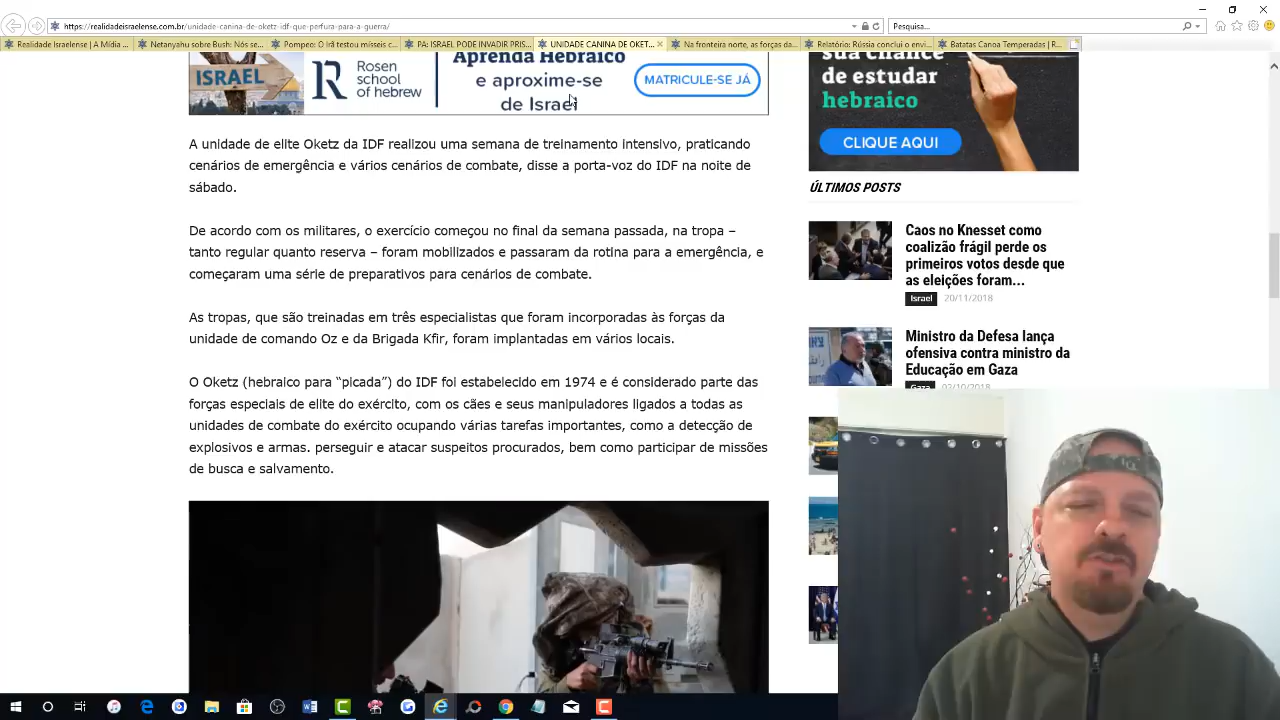 https://realidadeisraelense.com.br/unidade-canina-de-oketz-idf-que-perfura-para-a-guerra/
Pesquisa...
Realidade Israelense | A Mídia ...
Netanyahu sobre Bush: Nós se...
Pompeo: O Irã testou mísseis c...
PA: ISRAEL PODE INVADIR PRIS...
UNIDADE CANINA DE OKET...
Na fronteira norte, as forças da...
Relatório: Rússia conclui o envi...
Batatas Canoa Temperadas | R...
ISRAEL
Rosen
school
of hebrew
Aprenda Hebraico
e aproxime-se
de Israel
MATRICULE-SE JÁ
A unidade de elite Oketz da IDF realizou uma semana de treinamento intensivo, praticando
cenários de emergência e vários cenários de combate, disse a porta-voz do IDF na noite de
sábado.
De acordo com os militares, o exercício começou no final da semana passada, na tropa –
tanto regular quanto reserva – foram mobilizados e passaram da rotina para a emergência, e
começaram uma série de preparativos para cenários de combate.
As tropas, que são treinadas em três especialistas que foram incorporadas às forças da
unidade de comando Oz e da Brigada Kfir, foram implantadas em vários locais.
O Oketz (hebraico para “picada”) do IDF foi estabelecido em 1974 e é considerado parte das
forças especiais de elite do exército, com os cães e seus manipuladores ligados a todas as
unidades de combate do exército ocupando várias tarefas importantes, como a detecção de
explosivos e armas. perseguir e atacar suspeitos procurados, bem como participar de missões
de busca e salvamento.
sua chance
de estudar
hebraico
CLIQUE AQUI
ÚLTIMOS POSTS
Caos no Knesset como
coalizão frágil perde os
primeiros votos desde que
as eleições foram...
Israel 20/11/2018
Ministro da Defesa lança
ofensiva contra ministro da
Educação em Gaza
Gaza 03/10/2018